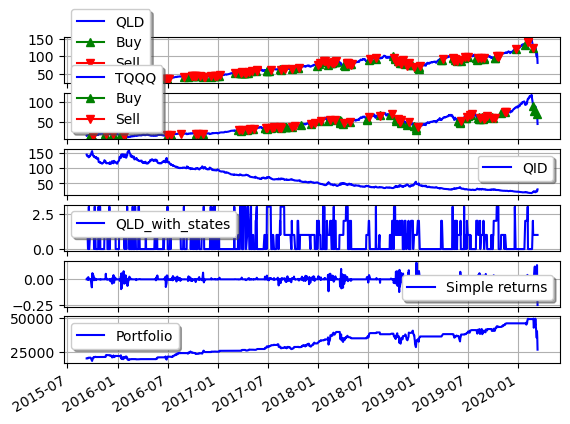 QLD
Buy
Sell
150
100
50
TQQQ
Buy
Sell
100
50
150
100
50
QID
2.5
0.0
QLD_with_states
0.00
−0.25
Simple returns
50000
25000
Portfolio
2015-07
2016-01
2016-07
2017-01
2017-07
2018-01
2018-07
2019-01
2019-07
2020-01